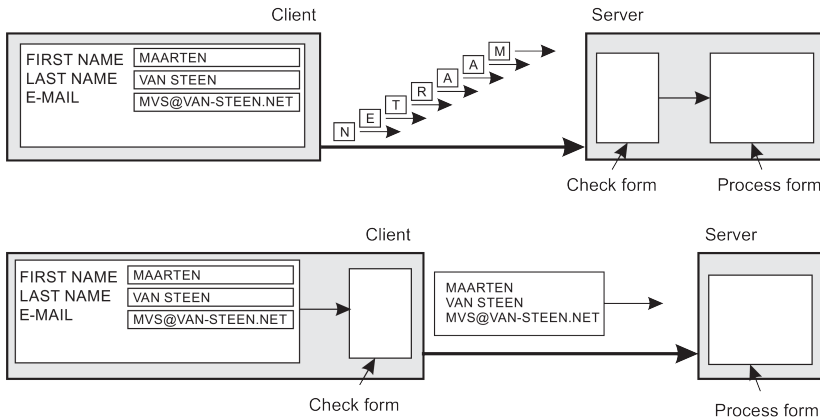 Client
Server
FIRST NAME MAARTEN
LAST NAME VAN STEEN
E-MAIL MVS@VAN-STEEN.NET
N E T R A A M
Check form
Process form
Client
Server
FIRST NAME MAARTEN
LAST NAME VAN STEEN
E-MAIL MVS@VAN-STEEN.NET
MAARTEN
VAN STEEN
MVS@VAN-STEEN.NET
Check form
Process form